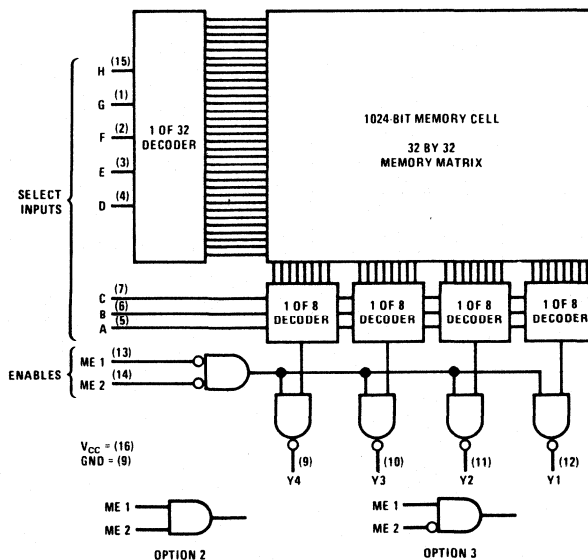 H (15)
G (1)
F (2)
E (3)
D (4)
SELECT
INPUTS
1 OF 32
DECODER
1024-BIT MEMORY CELL
32 BY 32
MEMORY MATRIX
C (7)
B (6)
A (5)
1 OF 8
DECODER
1 OF 8
DECODER
1 OF 8
DECODER
1 OF 8
DECODER
ENABLES
ME 1 (13)
ME 2 (14)
VCC = (16)
GND = (9)
(9) (10) (11) (12)
Y4 Y3 Y2 Y1
ME 1
ME 2
OPTION 2
ME 1
ME 2
OPTION 3